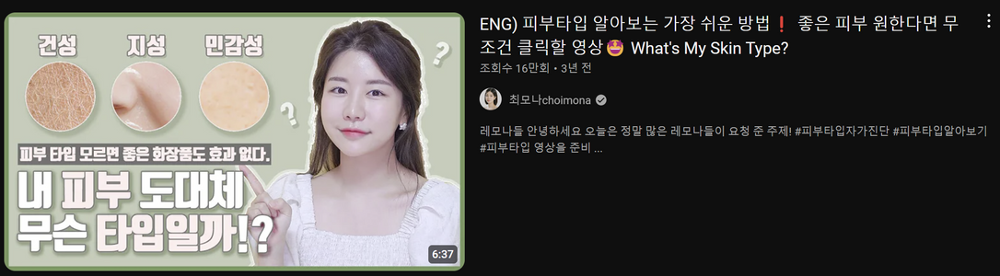 건성 지성 민감성
?
?
피부 타입 모르면 좋은 화장품도 효과 없다.
내 피부 도대체
무슨 타입일까!?
6:37
ENG) 피부타입 알아보는 가장 쉬운 방법❗ 좋은 피부 원한다면 무
조건 클릭할 영상🤩 What's My Skin Type?
조회수 16만회 • 3년 전
최모나choimona
레모나들 안녕하세요 오늘은 정말 많은 레모나들이 요청 준 주제! #피부타입자가진단 #피부타입알아보기
#피부타입 영상을 준비 ...